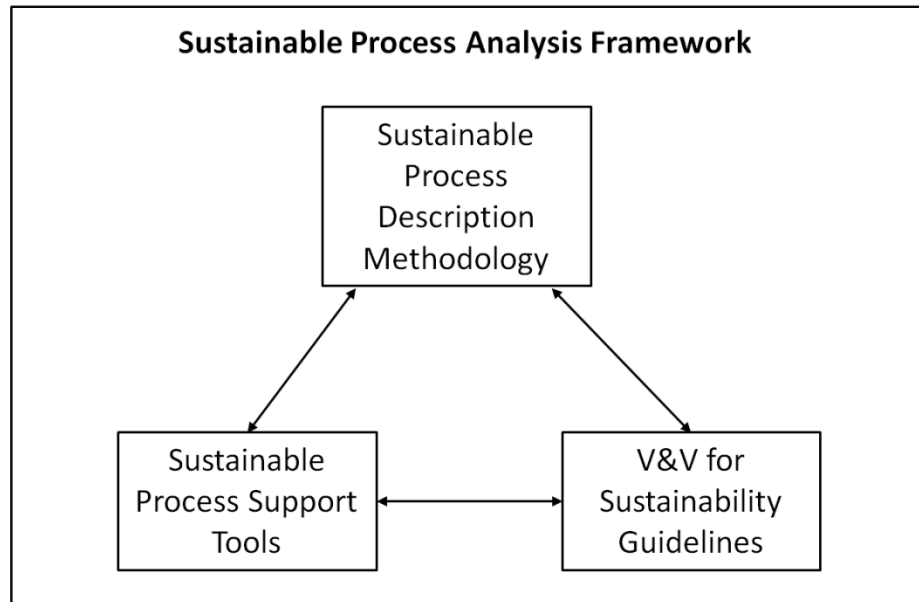 Sustainable Process Analysis Framework
Sustainable
Process
Description
Methodology
Sustainable
Process Support
Tools
V&V for
Sustainability
Guidelines